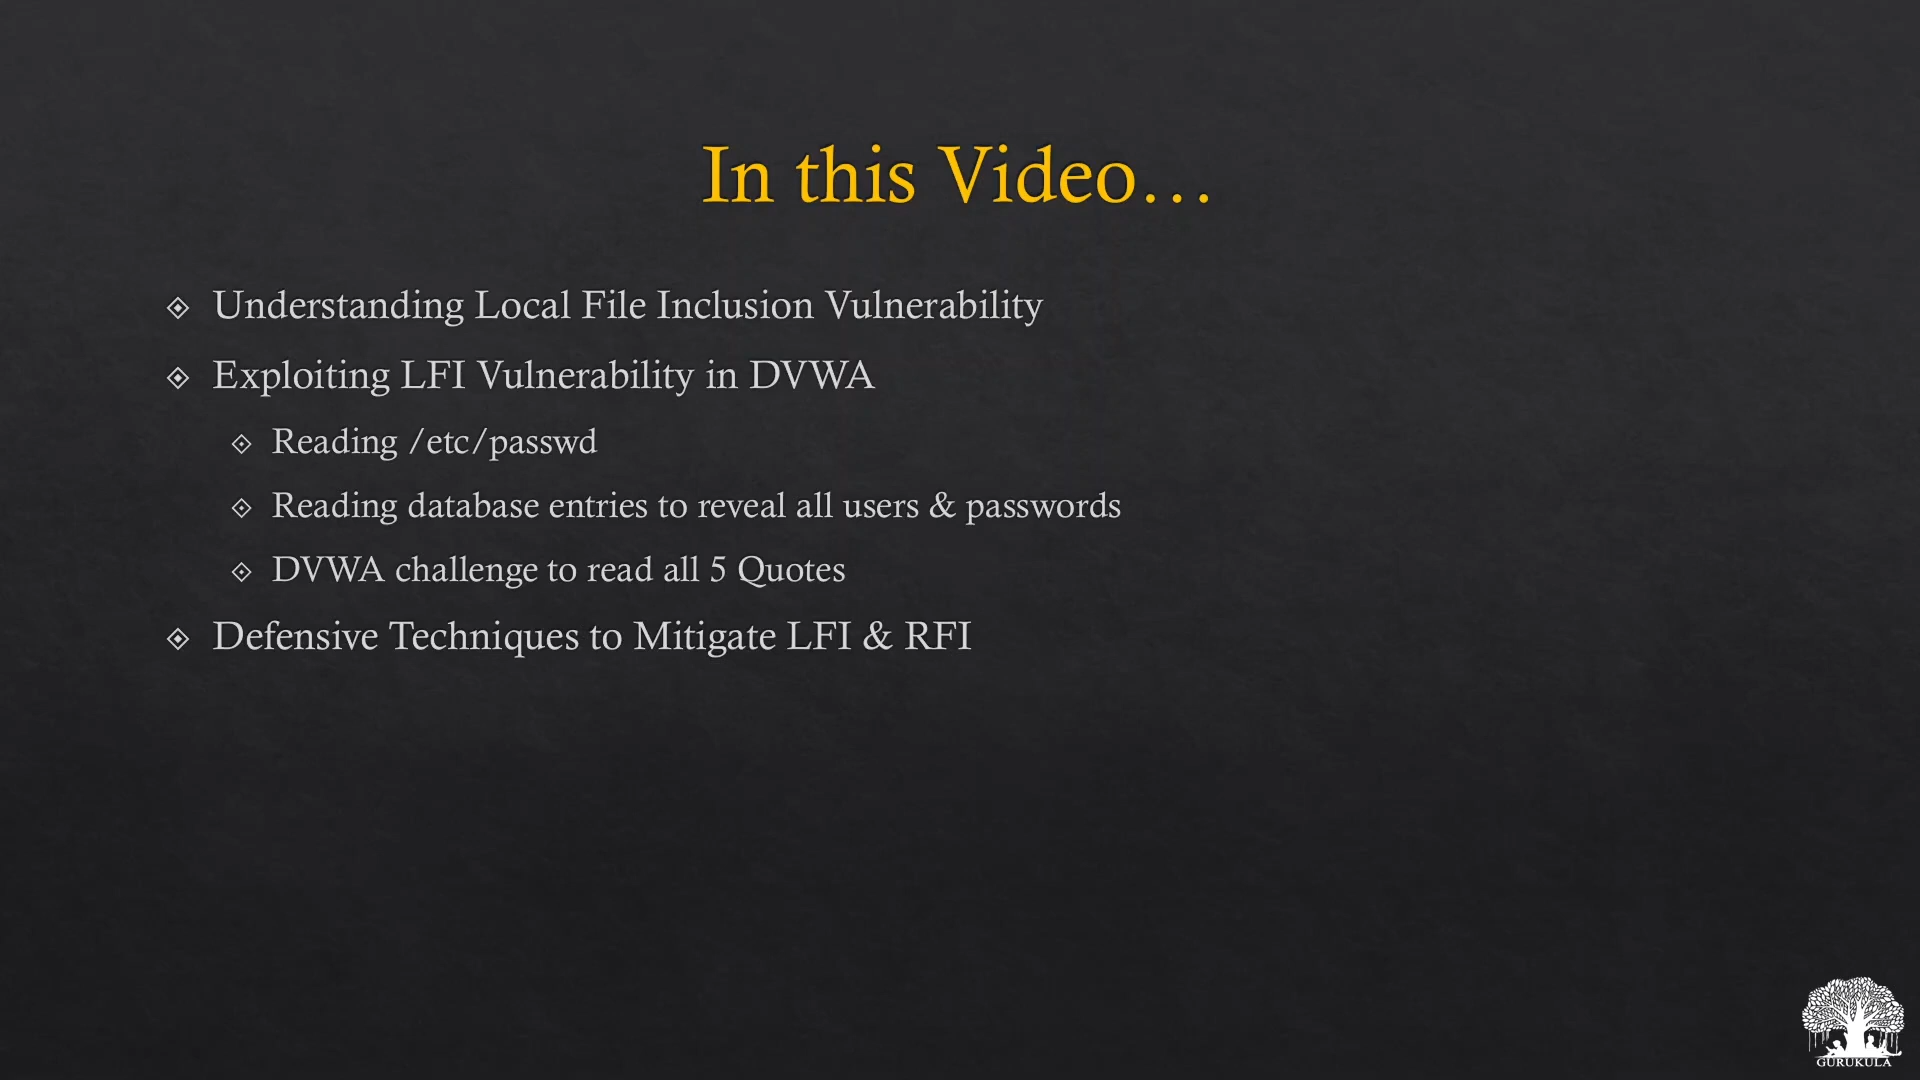 In this Video...
Understanding Local File Inclusion Vulnerability
Exploiting LFI Vulnerability in DVWA
Reading /etc/passwd
Reading database entries to reveal all users & passwords
DVWA challenge to read all 5 Quotes
Defensive Techniques to Mitigate LFI & RFI
GURUKULA